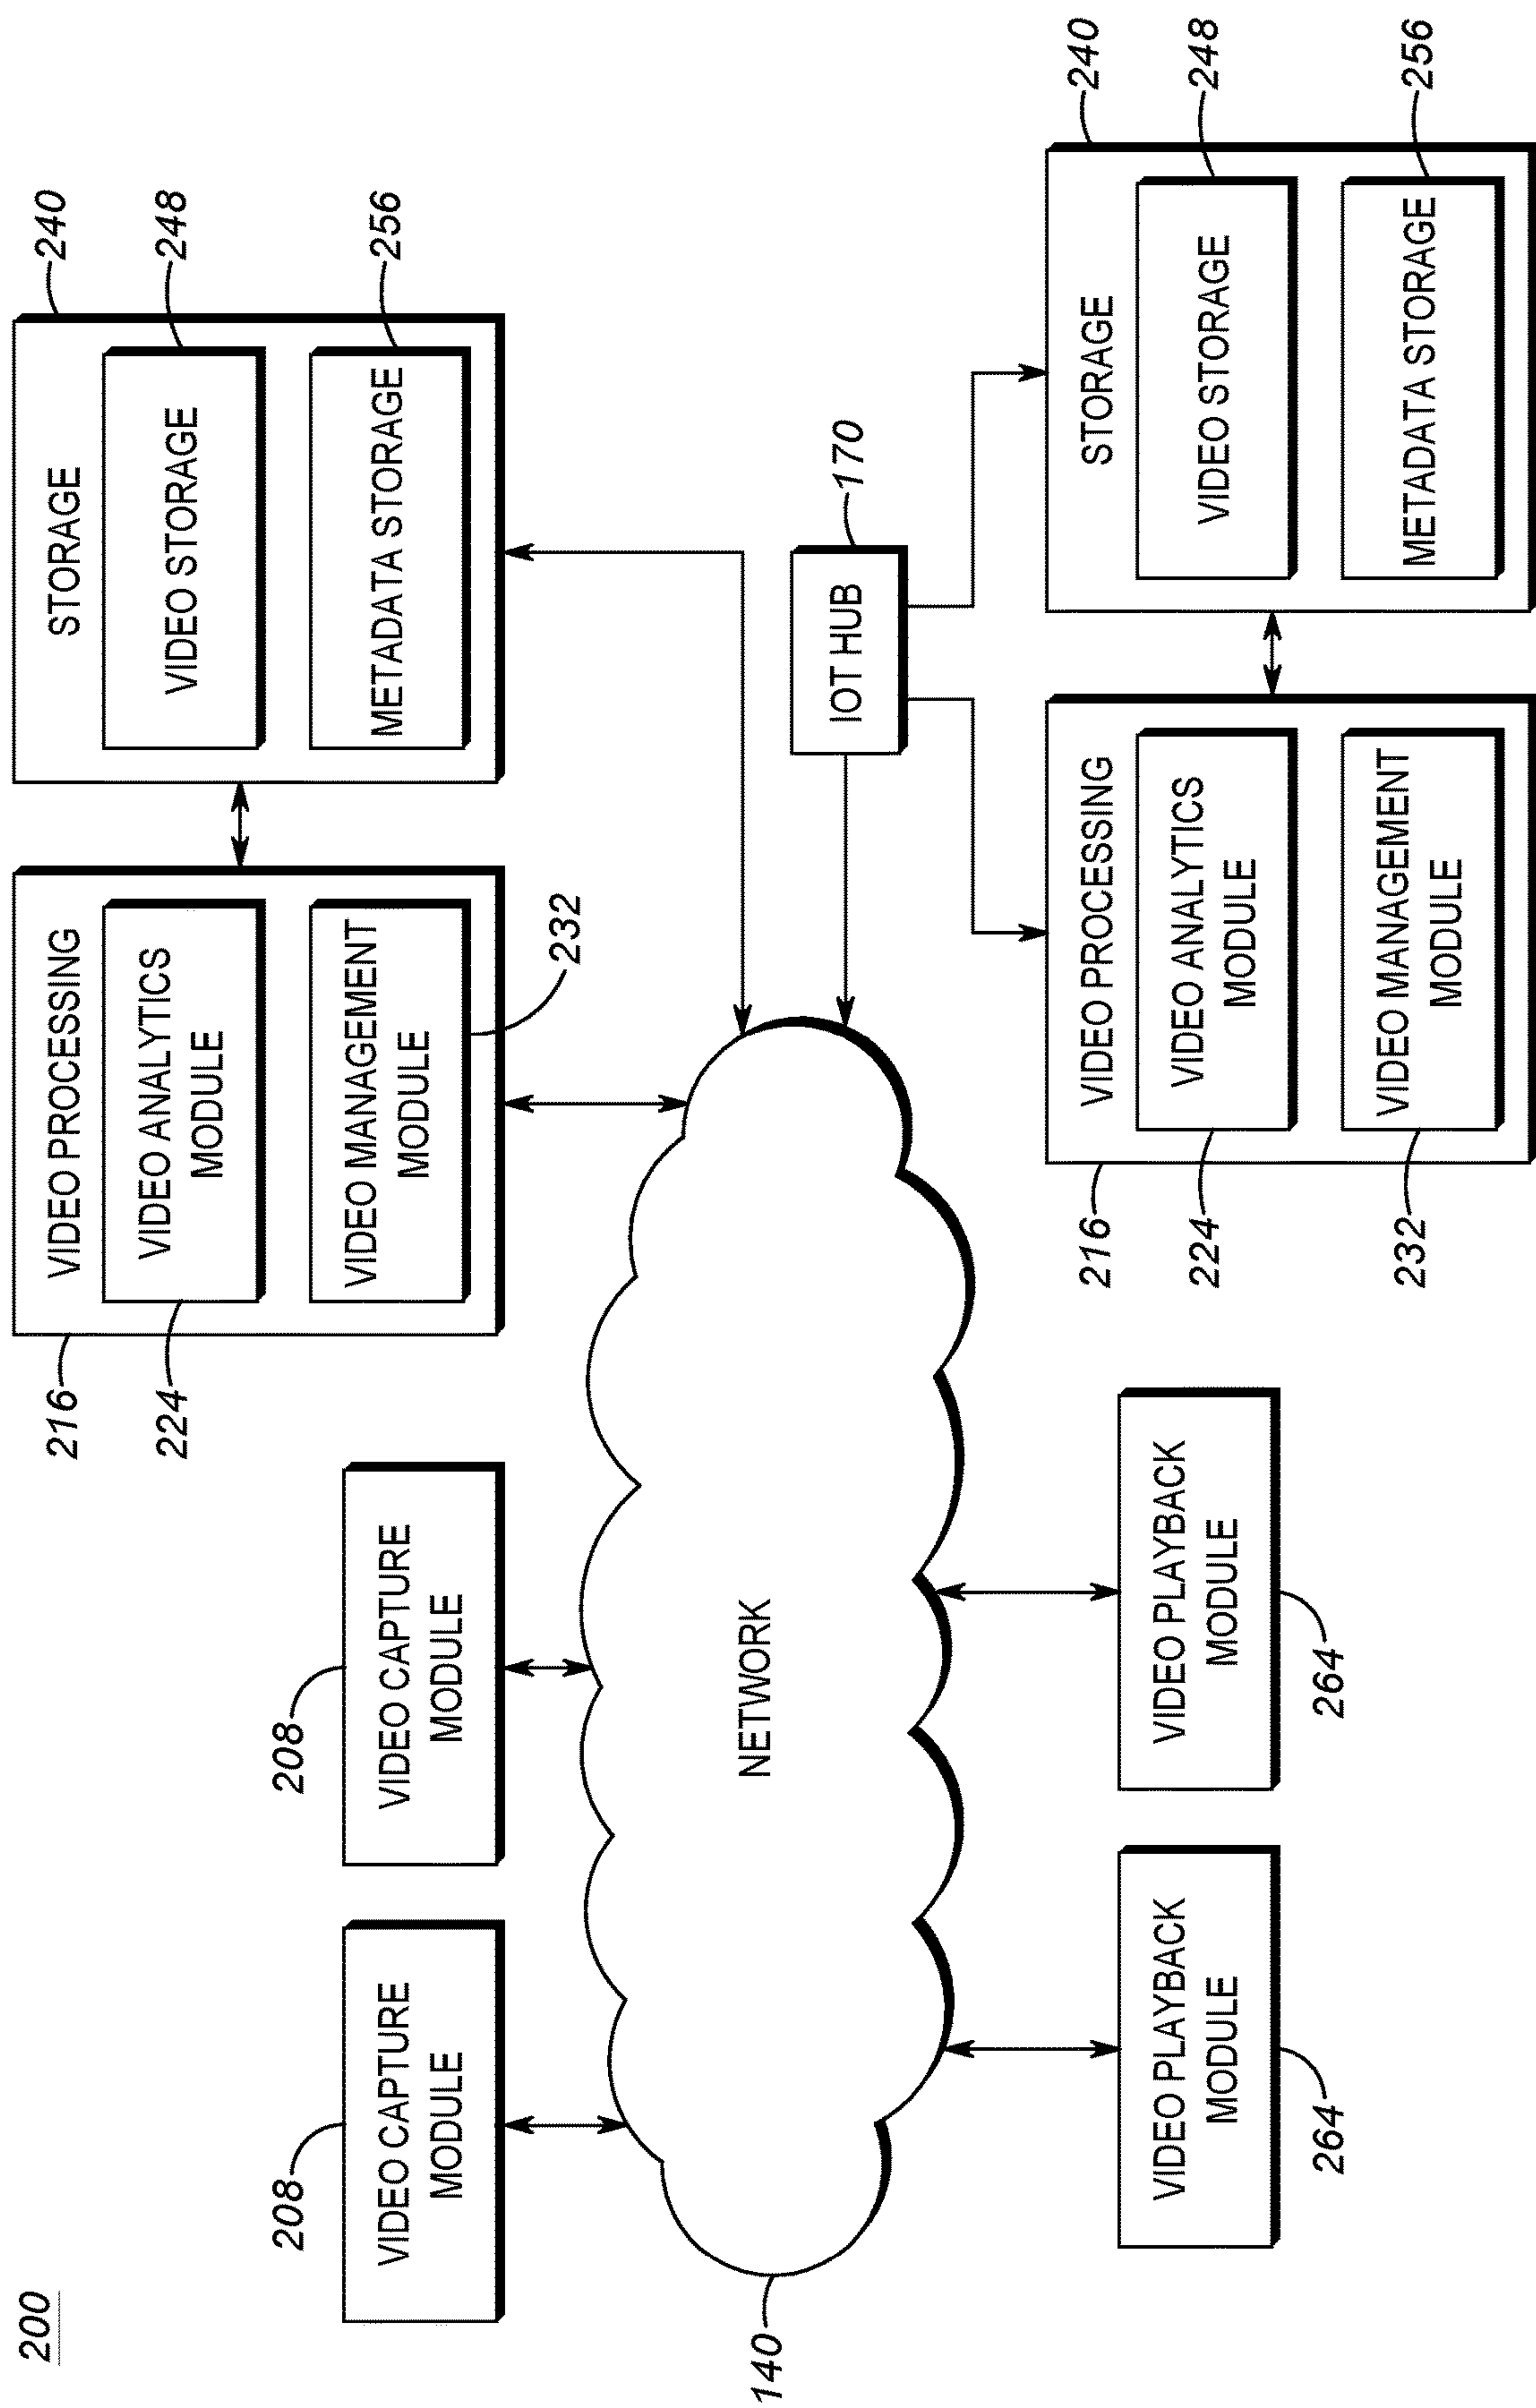 200
208
VIDEO CAPTURE
MODULE
208
VIDEO CAPTURE
MODULE
216
VIDEO PROCESSING
224
VIDEO ANALYTICS
MODULE
VIDEO MANAGEMENT
MODULE
232
240
STORAGE
248
VIDEO STORAGE
256
METADATA STORAGE
140
NETWORK
IOT HUB
170
VIDEO PLAYBACK
MODULE
264
VIDEO PLAYBACK
MODULE
264
216
VIDEO PROCESSING
224
VIDEO ANALYTICS
MODULE
232
VIDEO MANAGEMENT
MODULE
240
STORAGE
248
VIDEO STORAGE
256
METADATA STORAGE